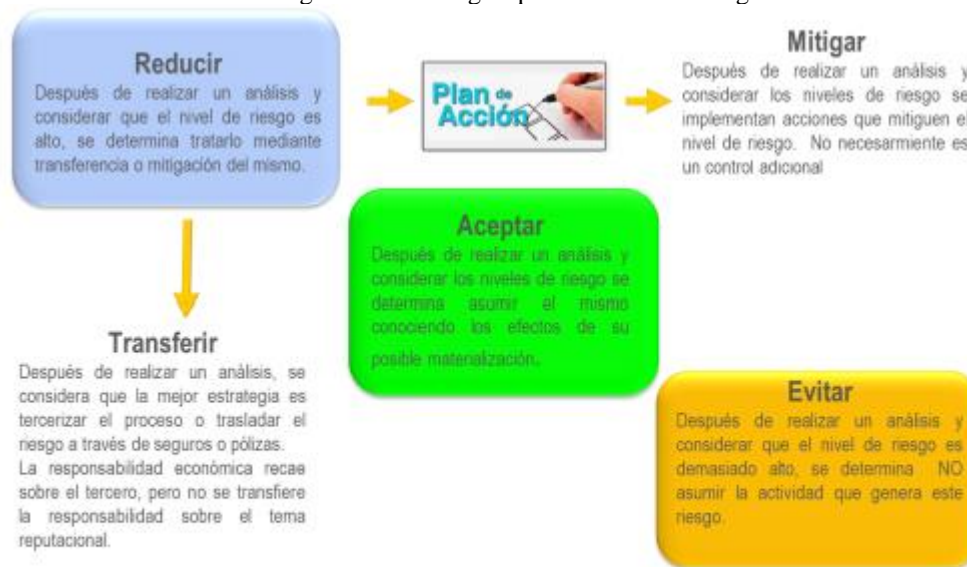 Reducir
Después de realizar un análisis y
considerar que el nivel de riesgo es
alto, se determina tratarlo mediante
transferencia o mitigación del mismo.
Plan de
Acción
Mitigar
Después de realizar un análisis y
considerar los niveles de riesgo se
implementan acciones que mitiguen el
nivel de riesgo. No necesarmiente es
un control adicional
Aceptar
Después de realizar un análisis y
considerar los niveles de riesgo se
determina asumir el mismo
conociendo los efectos de su
posible materialización.
Transferir
Después de realizar un análisis, se
considera que la mejor estrategia es
tercerizar el proceso o trasladar el
riesgo a través de seguros o pólizas.
La responsabilidad económica recae
sobre el tercero, pero no se transfiere
la responsabilidad sobre el tema
reputacional.
Evitar
Después de realizar un análisis y
considerar que el nivel de riesgo es
demasiado alto, se determina NO
asumir la actividad que genera este
riesgo.